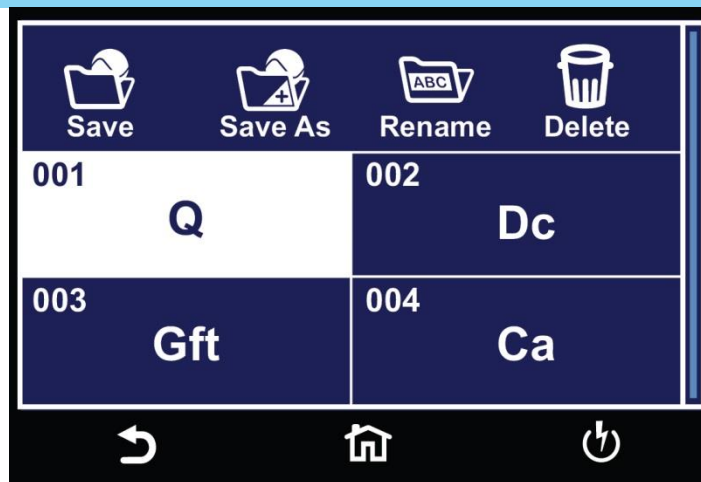 Save Save As Rename Delete
ABC
001 002
Q Dc
003 004
Gft Ca